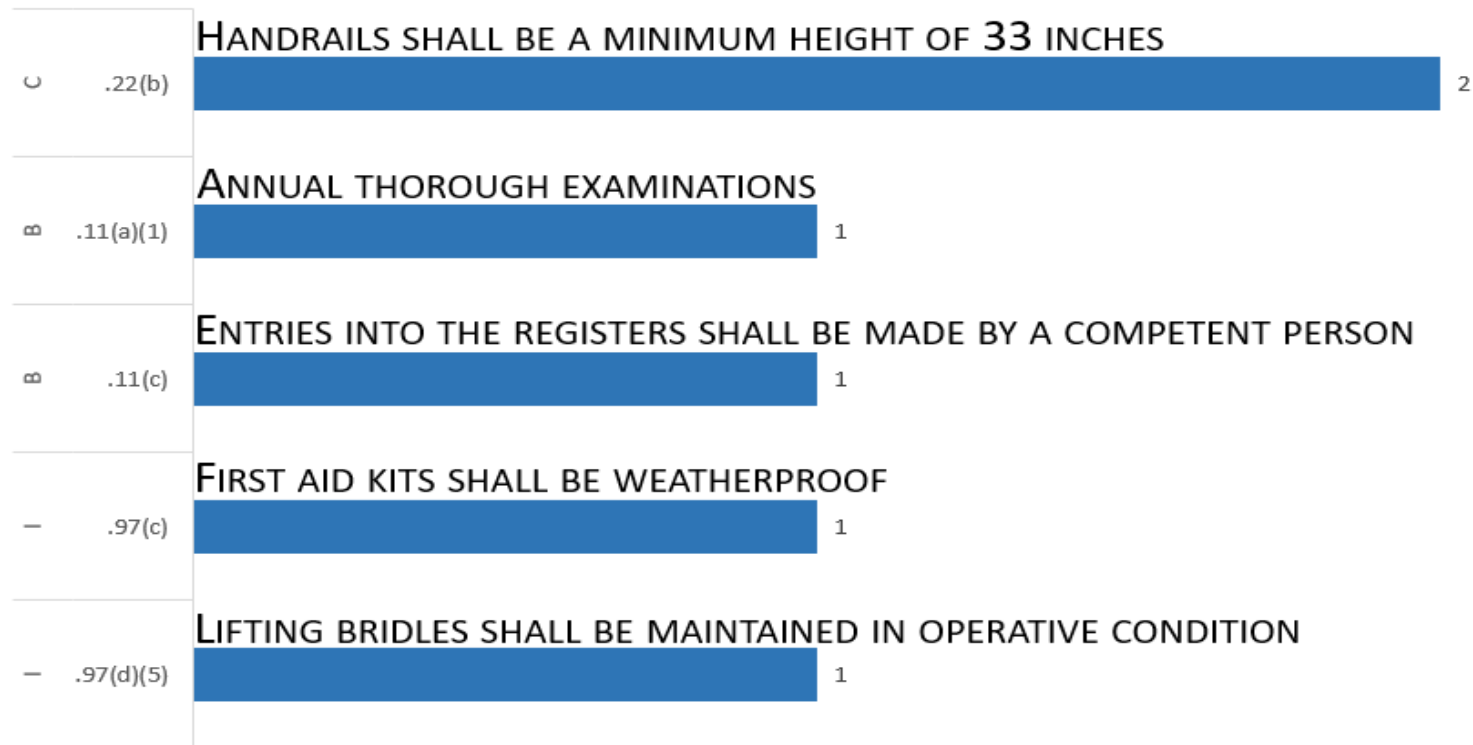 HANDRAILS SHALL BE A MINIMUM HEIGHT OF 33 INCHES
C .22(b) 2
ANNUAL THOROUGH EXAMINATIONS
B .11(a)(1) 1
ENTRIES INTO THE REGISTERS SHALL BE MADE BY A COMPETENT PERSON
B .11(c) 1
FIRST AID KITS SHALL BE WEATHERPROOF
I .97(c) 1
LIFTING BRIDLES SHALL BE MAINTAINED IN OPERATIVE CONDITION
I .97(d)(5) 1